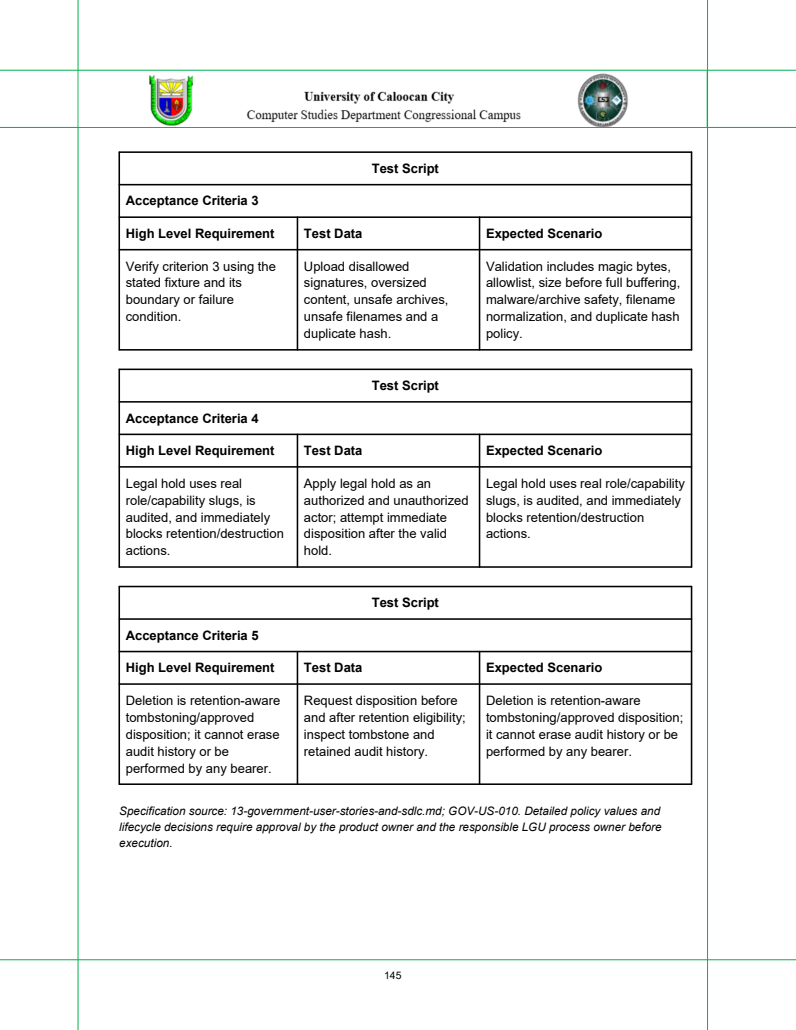 University of Caloocan City
Computer Studies Department Congressional Campus
Test Script
Acceptance Criteria 3
High Level Requirement
Test Data
Expected Scenario
Verify criterion 3 using the
stated fixture and its
boundary or failure
condition.
Upload disallowed
signatures, oversized
content, unsafe archives,
unsafe filenames and a
duplicate hash.
Validation includes magic bytes,
allowlist, size before full buffering,
malware/archive safety, filename
normalization, and duplicate hash
policy.
Test Script
Acceptance Criteria 4
High Level Requirement
Test Data
Expected Scenario
Legal hold uses real
role/capability slugs, is
audited, and immediately
blocks retention/destruction
actions.
Apply legal hold as an
authorized and unauthorized
actor; attempt immediate
disposition after the valid
hold.
Legal hold uses real role/capability
slugs, is audited, and immediately
blocks retention/destruction
actions.
Test Script
Acceptance Criteria 5
High Level Requirement
Test Data
Expected Scenario
Deletion is retention-aware
tombstoning/approved
disposition; it cannot erase
audit history or be
performed by any bearer.
Request disposition before
and after retention eligibility;
inspect tombstone and
retained audit history.
Deletion is retention-aware
tombstoning/approved disposition;
it cannot erase audit history or be
performed by any bearer.
Specification source: 13-government-user-stories-and-sdlc.md; GOV-US-010. Detailed policy values and
lifecycle decisions require approval by the product owner and the responsible LGU process owner before
execution.
145